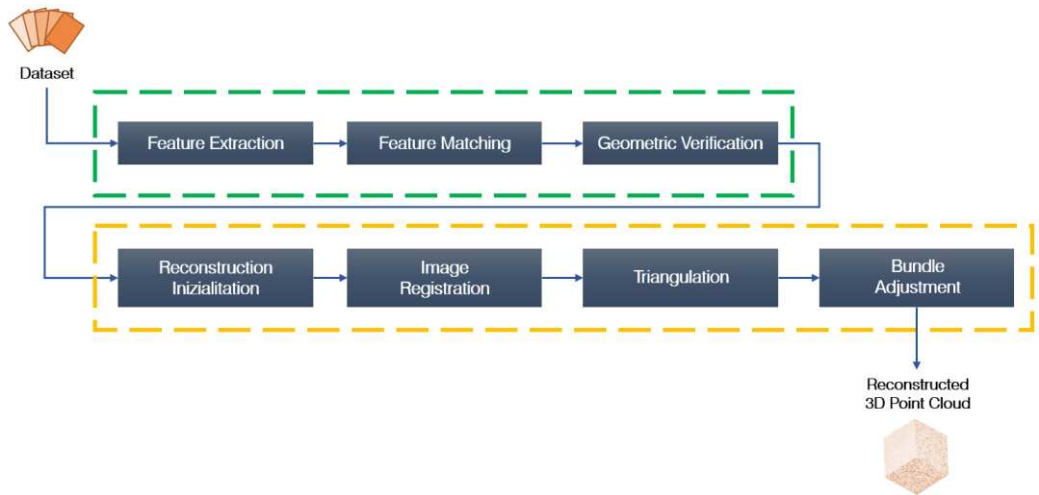 Dataset
Feature Extraction
Feature Matching
Geometric Verification
Reconstruction
Inizialitation
Image
Registration
Triangulation
Bundle
Adjustment
Reconstructed
3D Point Cloud